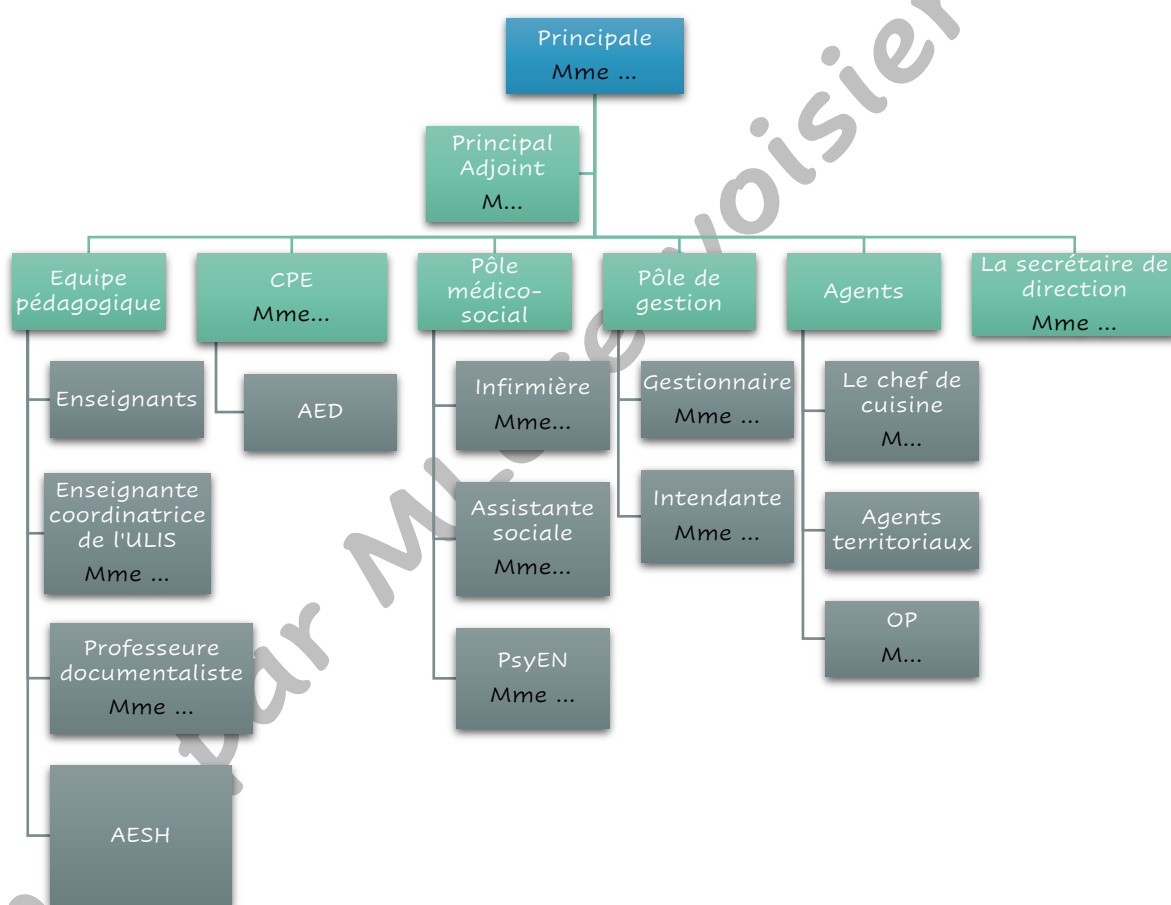 Principale
Mme ...
Principal
Adjoint
M...
Equipe
pédagogique
CPE
Mme...
Pôle
médico-
social
Pôle de
gestion
Agents
La secrétaire de
direction
Mme ...
Enseignants
Enseignante
coordinatrice
de l'ULIS
Mme ...
Professeure
documentaliste
Mme ...
AESH
AED
Infirmière
Mme...
Assistante
sociale
Mme...
PsyEN
Mme ...
Gestionnaire
Mme ...
Intendante
Mme ...
Le chef de
cuisine
M...
Agents
territoriaux
OP
M...
par